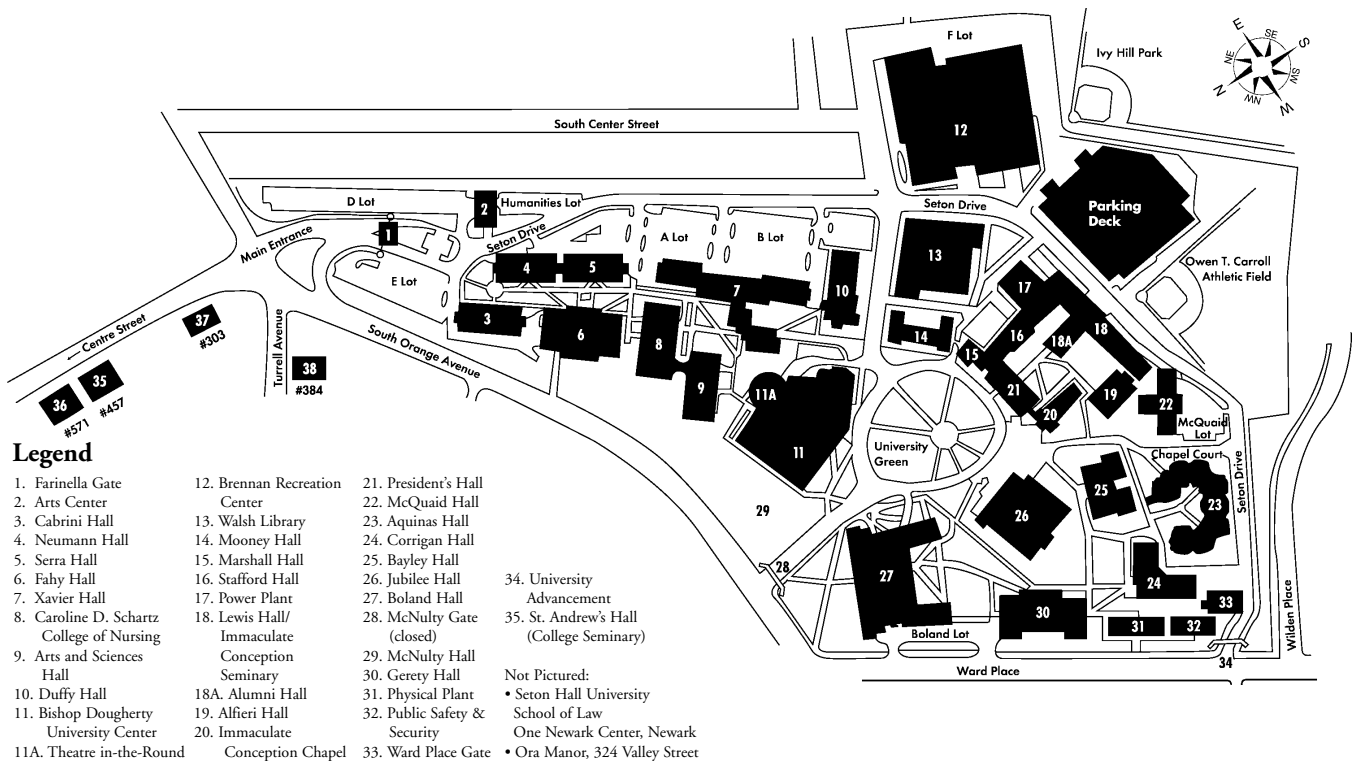 F Lot
Ivy Hill Park
E
SE
S
NE
SW
N
NW
W
South Center Street
12
D Lot
2
Humanities Lot
Seton Drive
Parking
Deck
1
Main Entrance
Seton Drive
A Lot
B Lot
13
Owen T. Carroll
Athletic Field
E Lot
4
5
7
10
17
37
#303
← Centre Street
Turrell Avenue
South Orange Avenue
3
6
8
14
16
18
18A
15
38
#384
35
#457
36
#571
9
11A
21
20
19
22
McQuaid
Lot
11
University
Green
Chapel Court
Seton Drive
25
23
29
26
28
27
24
33
30
31
32
Boland Lot
Ward Place
34
Wilden Place
Legend
1. Farinella Gate
2. Arts Center
3. Cabrini Hall
4. Neumann Hall
5. Serra Hall
6. Fahy Hall
7. Xavier Hall
8. Caroline D. Schartz
College of Nursing
9. Arts and Sciences
Hall
10. Duffy Hall
11. Bishop Dougherty
University Center
11A. Theatre in-the-Round
12. Brennan Recreation
Center
13. Walsh Library
14. Mooney Hall
15. Marshall Hall
16. Stafford Hall
17. Power Plant
18. Lewis Hall/
Immaculate
Conception
Seminary
18A. Alumni Hall
19. Alfieri Hall
20. Immaculate
Conception Chapel
21. President's Hall
22. McQuaid Hall
23. Aquinas Hall
24. Corrigan Hall
25. Bayley Hall
26. Jubilee Hall
27. Boland Hall
28. McNulty Gate
(closed)
29. McNulty Hall
30. Gerety Hall
31. Physical Plant
32. Public Safety &
Security
33. Ward Place Gate
34. University
Advancement
35. St. Andrew's Hall
(College Seminary)
Not Pictured:
• Seton Hall University
School of Law
One Newark Center, Newark
• Ora Manor, 324 Valley Street